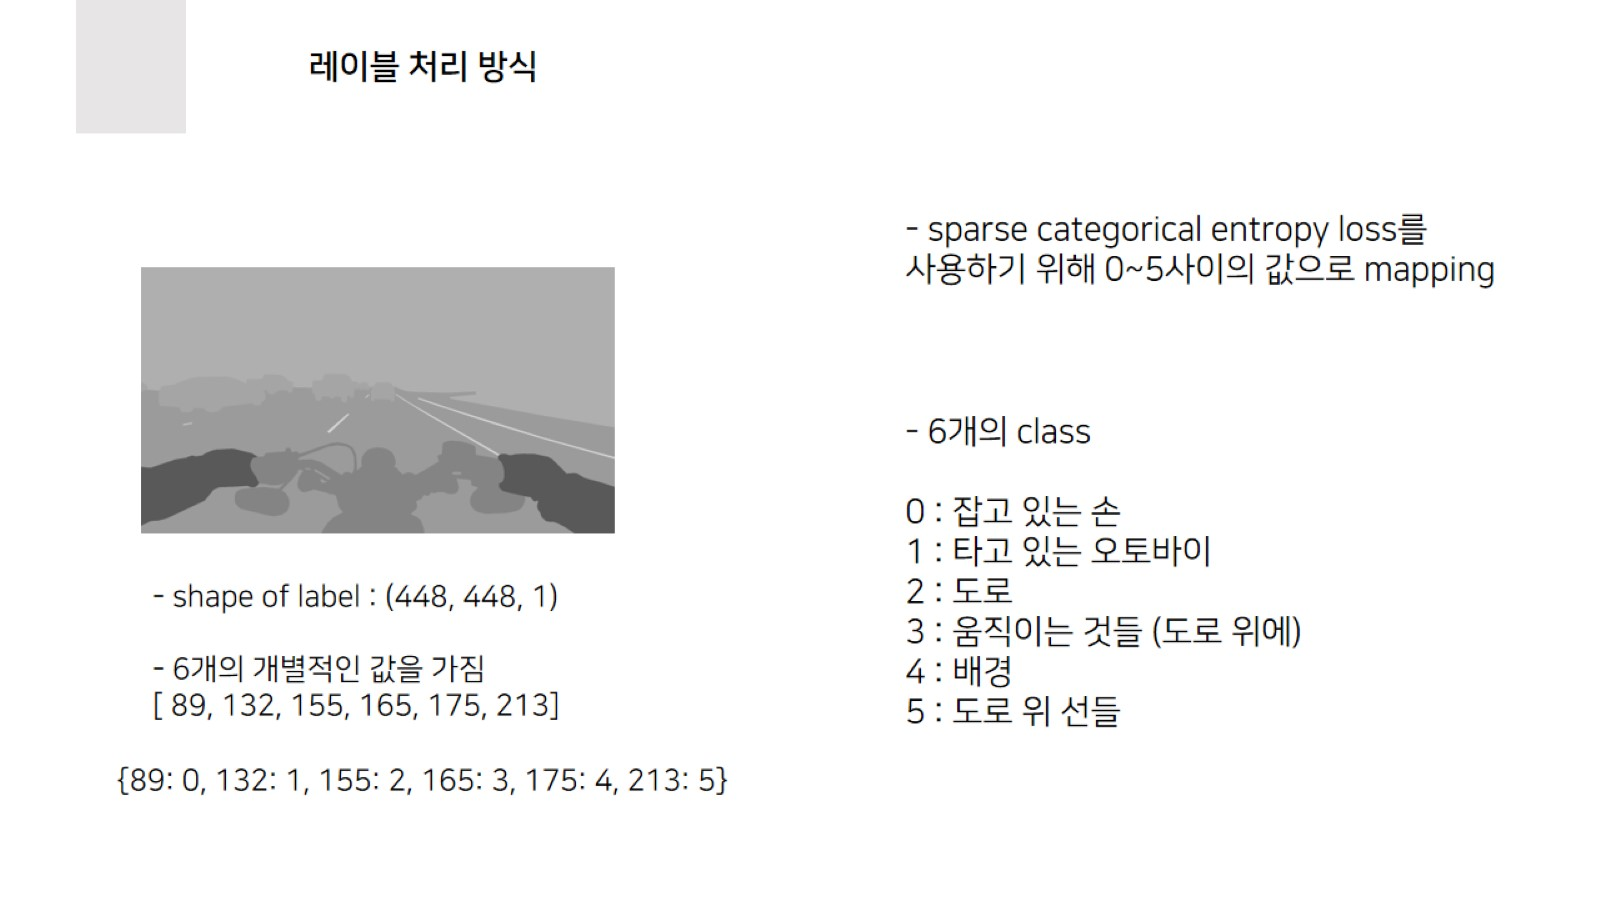 레이블 처리 방식
- shape of label : (448, 448, 1)
- 6개의 개별적인 값을 가짐
[ 89, 132, 155, 165, 175, 213]
{89: 0, 132: 1, 155: 2, 165: 3, 175: 4, 213: 5}
- sparse categorical entropy loss를
사용하기 위해 0~5사이의 값으로 mapping
- 6개의 class
0 : 잡고 있는 손
1 : 타고 있는 오토바이
2 : 도로
3 : 움직이는 것들 (도로 위에)
4 : 배경
5 : 도로 위 선들